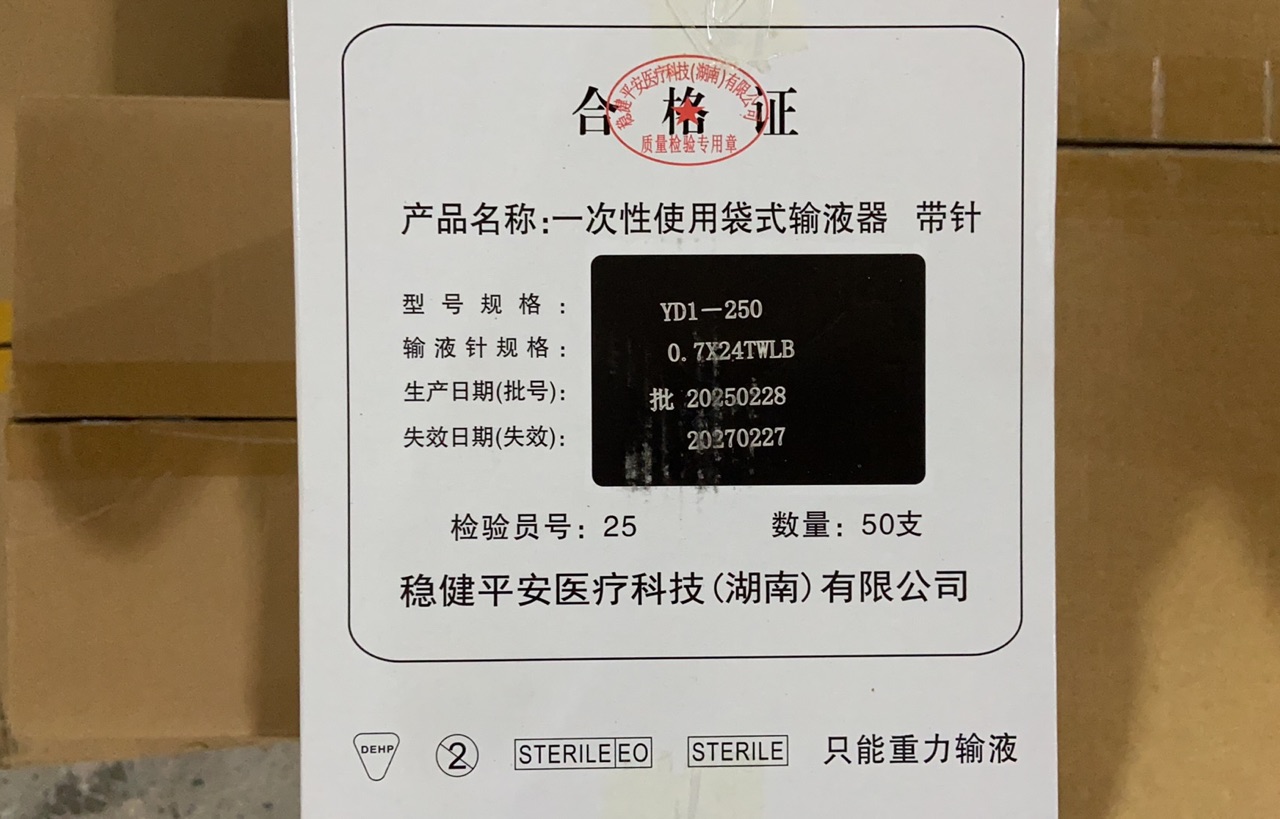 合格证
稳健平安医疗科技(湖南)有限公司
质量检验专用章
产品名称:一次性使用袋式输液器 带针
型号规格: YD1-250
输液针规格: 0.7X24TWLB
生产日期(批号): 批 20250228
失效日期(失效): 20270227
检验员号: 25 数量: 50支
稳健平安医疗科技(湖南)有限公司
DEHP 2 STERILE EO STERILE 只能重力输液